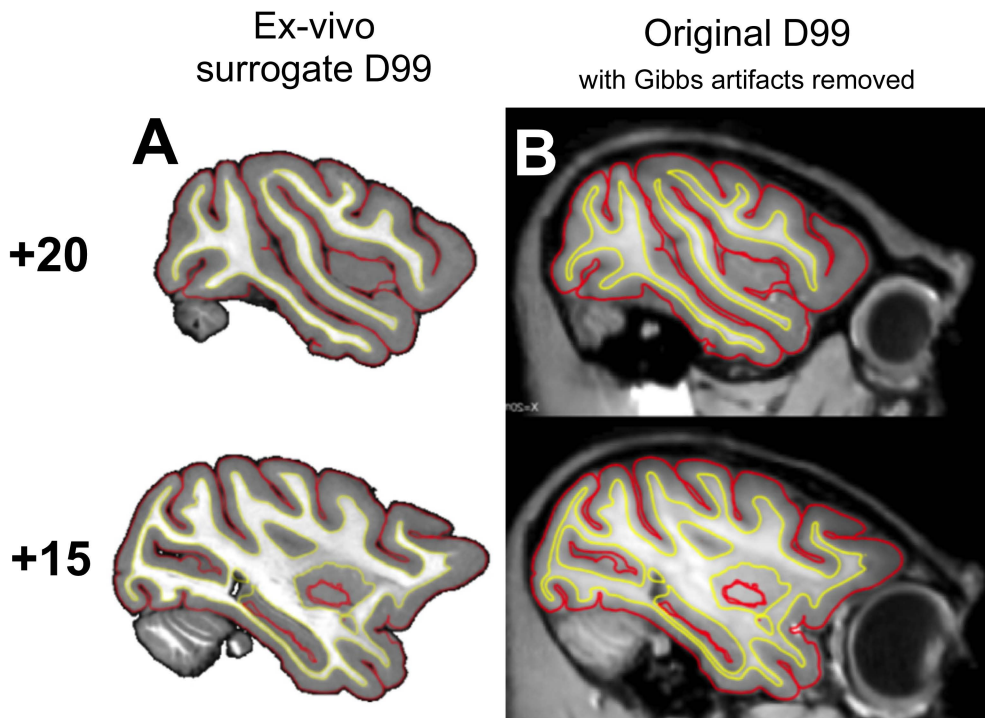 Ex-vivo
surrogate D99
Original D99
with Gibbs artifacts removed
A
B
+20
+15